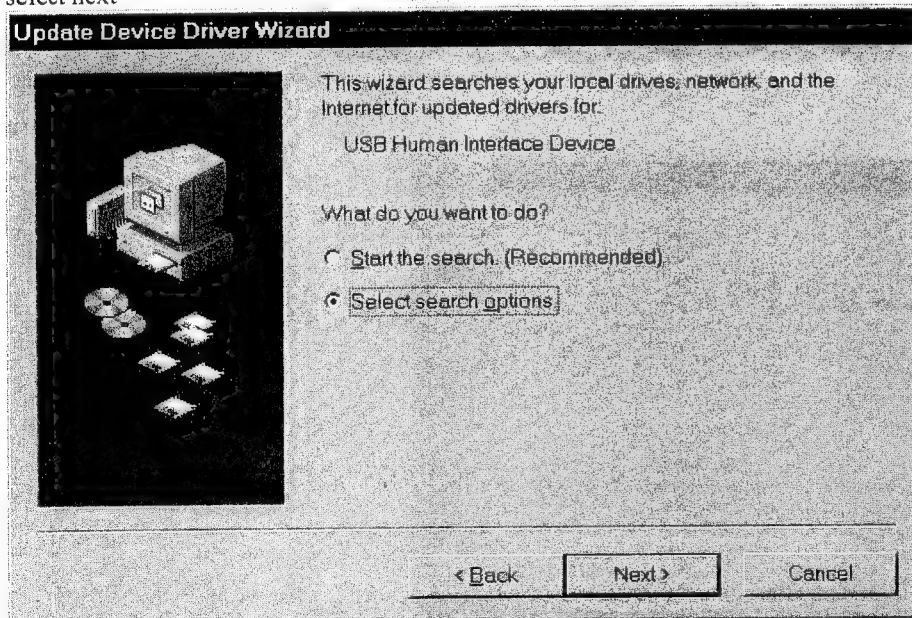 select next
Update Device Driver Wizard
This wizard searches your local drives, network, and the
Internet for updated drivers for:
USB Human Interface Device
What do you want to do?
Start the search. (Recommended)
Select search options
< Back Next > Cancel